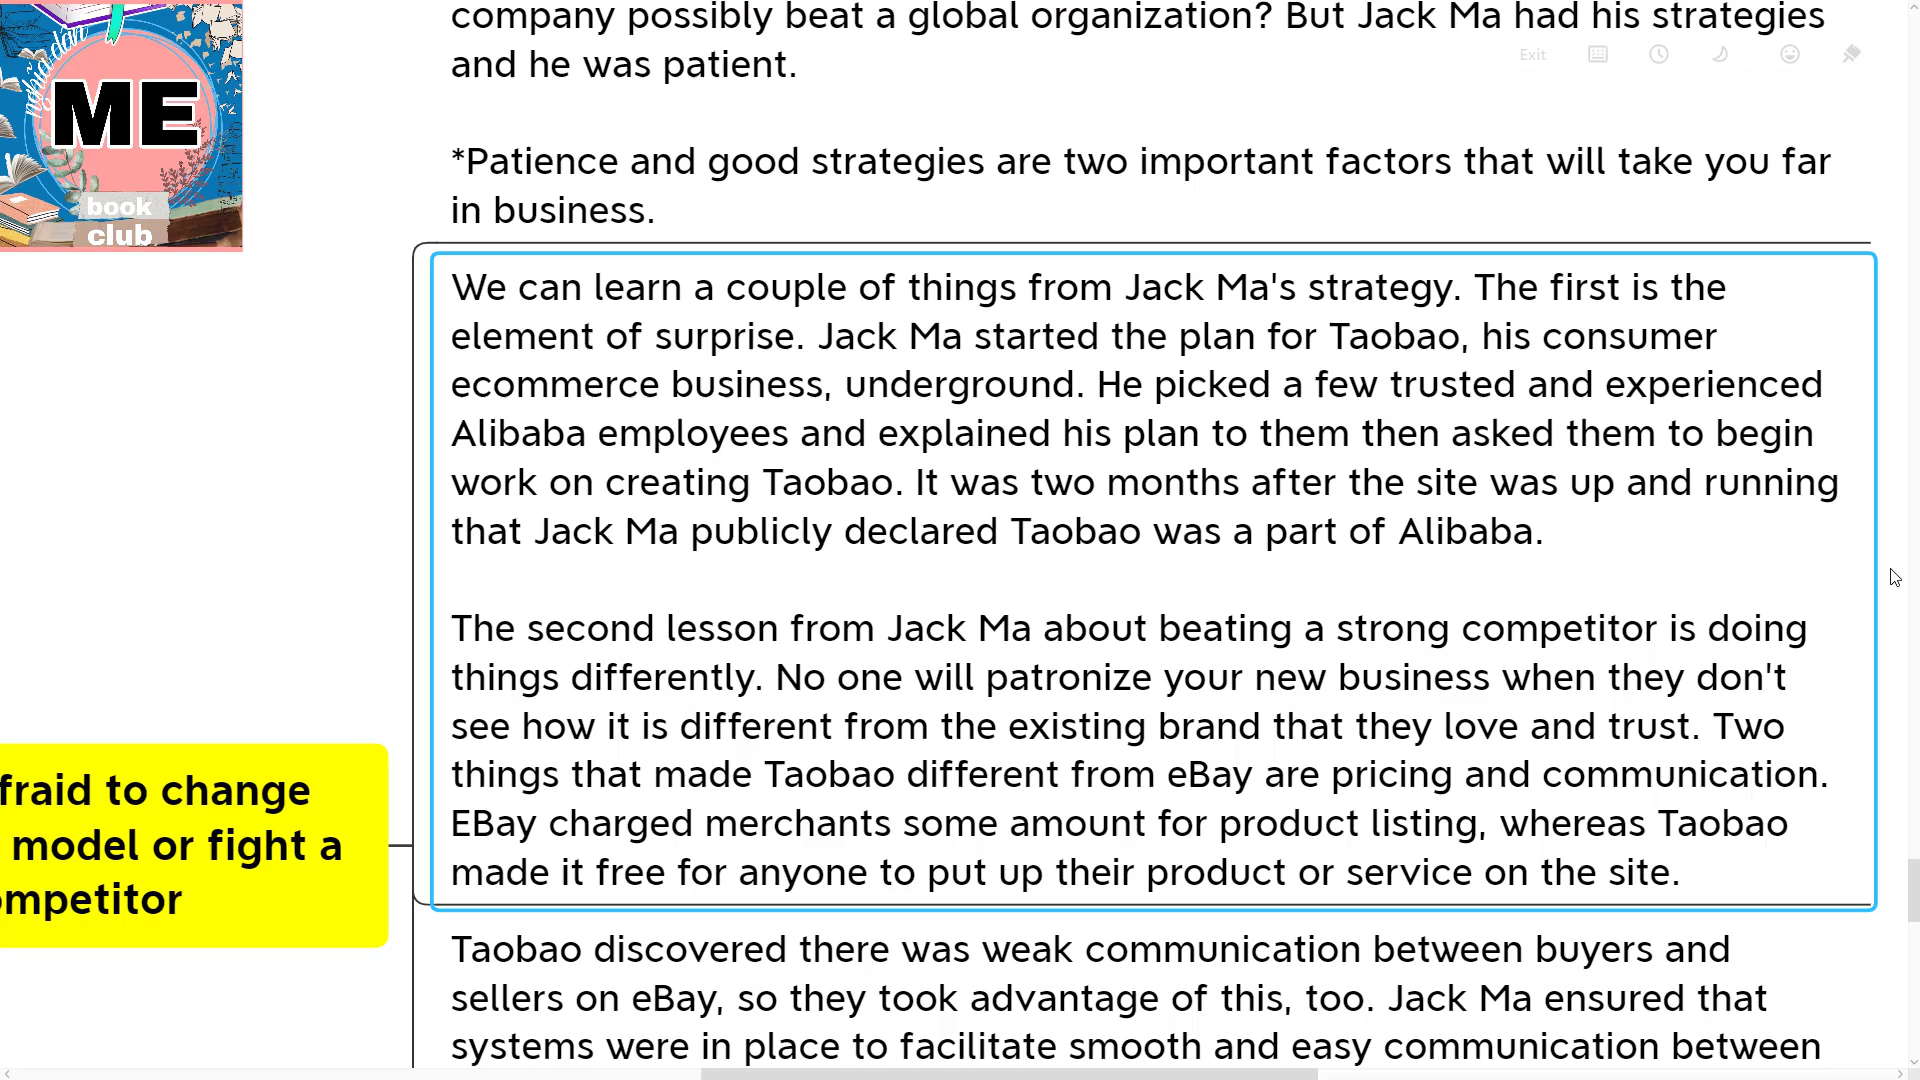 company possibly beat a global organization? But Jack Ma had his strategies
and he was patient.
Exit
nghĩa dan
ME
book
club
*Patience and good strategies are two important factors that will take you far
in business.
We can learn a couple of things from Jack Ma's strategy. The first is the
element of surprise. Jack Ma started the plan for Taobao, his consumer
ecommerce business, underground. He picked a few trusted and experienced
Alibaba employees and explained his plan to them then asked them to begin
work on creating Taobao. It was two months after the site was up and running
that Jack Ma publicly declared Taobao was a part of Alibaba.
The second lesson from Jack Ma about beating a strong competitor is doing
things differently. No one will patronize your new business when they don't
see how it is different from the existing brand that they love and trust. Two
things that made Taobao different from eBay are pricing and communication.
EBay charged merchants some amount for product listing, whereas Taobao
made it free for anyone to put up their product or service on the site.
fraid to change
model or fight a
ompetitor
Taobao discovered there was weak communication between buyers and
sellers on eBay, so they took advantage of this, too. Jack Ma ensured that
systems were in place to facilitate smooth and easy communication between